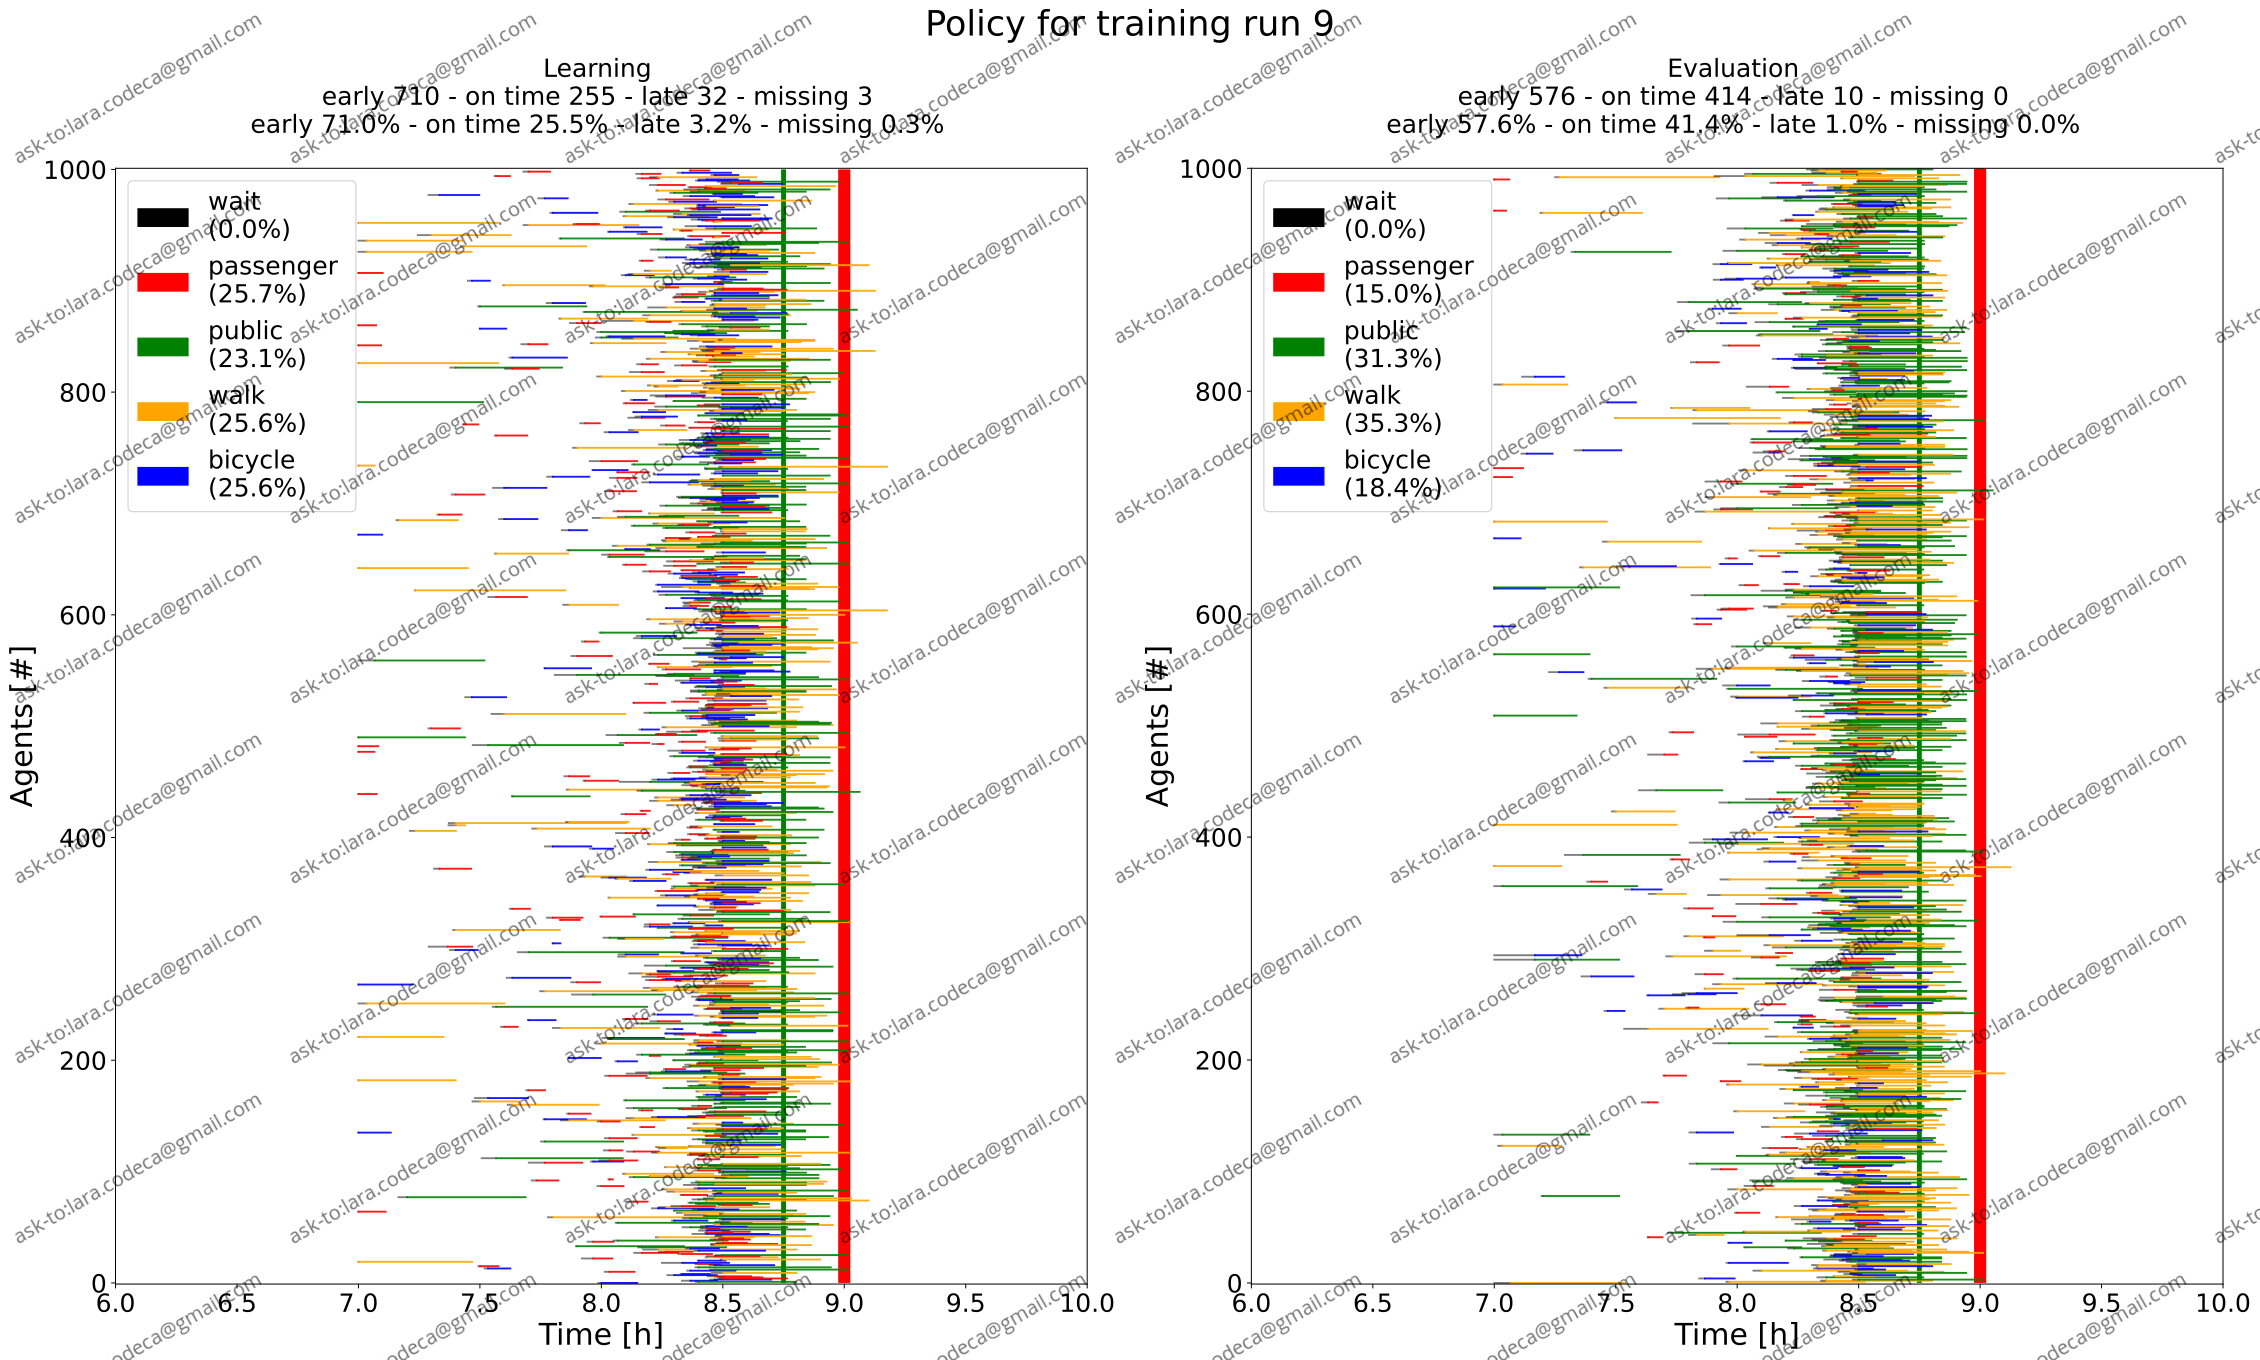 Policy for training run 9
Learning
early 710 - on time 255 - late 32 - missing 3
early 71.0% - on time 25.5% - late 3.2% - missing 0.3%
Agents [#]
1000
800
600
400
200
0
wait
(0.0%)
passenger
(25.7%)
public
(23.1%)
walk
(25.6%)
bicycle
(25.6%)
6.0 6.5 7.0 7.5 8.0 8.5 9.0 9.5 10.0
Time [h]
Evaluation
early 576 - on time 414 - late 10 - missing 0
early 57.6% - on time 41.4% - late 1.0% - missing 0.0%
Agents [#]
1000
800
600
400
200
0
wait
(0.0%)
passenger
(15.0%)
public
(31.3%)
walk
(35.3%)
bicycle
(18.4%)
6.0 6.5 7.0 7.5 8.0 8.5 9.0 9.5 10.0
Time [h]
ask-to:lara.codeca@gmail.com